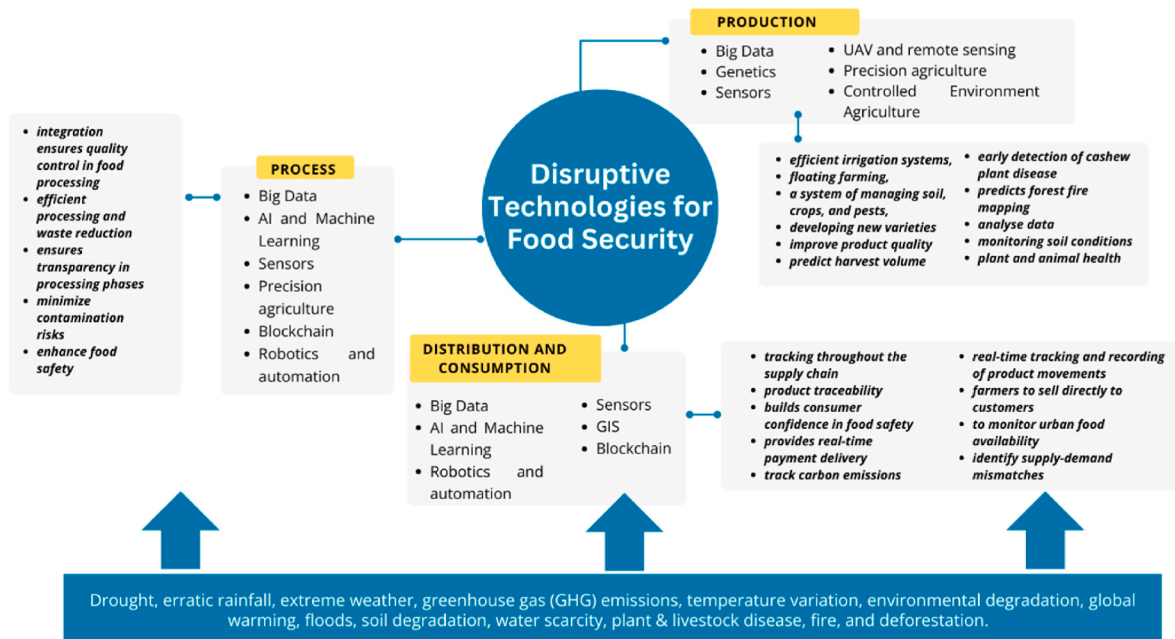 PRODUCTION
• Big Data
• Genetics
• Sensors
• UAV and remote sensing
• Precision agriculture
• Controlled Environment
Agriculture
Disruptive
Technologies for
Food Security
• efficient irrigation systems,
• floating farming,
• a system of managing soil,
crops, and pests,
• developing new varieties
• improve product quality
• predict harvest volume
• early detection of cashew
plant disease
• predicts forest fire
mapping
• analyse data
• monitoring soil conditions
• plant and animal health
PROCESS
• Big Data
• AI and Machine
Learning
• Sensors
• Precision
agriculture
• Blockchain
• Robotics and
automation
• integration
ensures quality
control in food
processing
• efficient
processing and
waste reduction
• ensures
transparency in
processing phases
• minimize
contamination
risks
• enhance food
safety
DISTRIBUTION AND
CONSUMPTION
• Big Data
• AI and Machine
Learning
• Robotics and
automation
• Sensors
• GIS
• Blockchain
• tracking throughout the
supply chain
• product traceability
• builds consumer
confidence in food safety
• provides real-time
payment delivery
• track carbon emissions
• real-time tracking and recording
of product movements
• farmers to sell directly to
customers
• to monitor urban food
availability
• identify supply-demand
mismatches
Drought, erratic rainfall, extreme weather, greenhouse gas (GHG) emissions, temperature variation, environmental degradation, global
warming, floods, soil degradation, water scarcity, plant & livestock disease, fire, and deforestation.